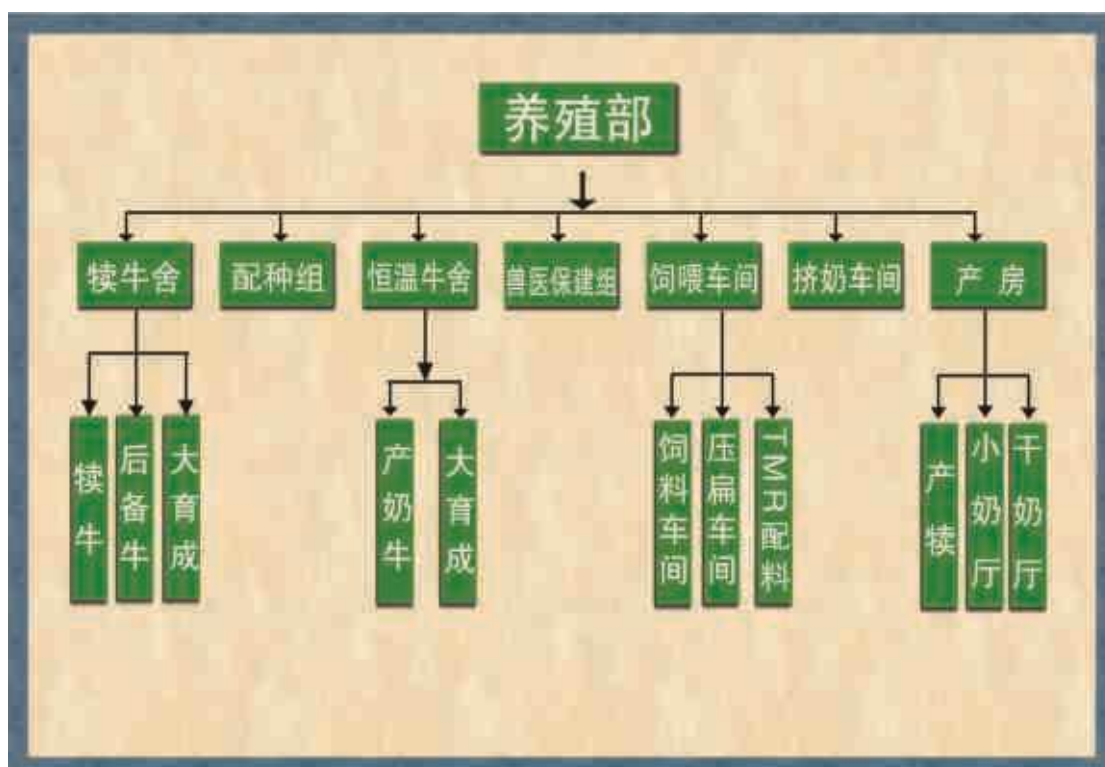 养殖部
犊牛舍
配种组
恒温牛舍
兽医保建组
饲喂车间
挤奶车间
产房
犊牛
后备牛
大育成
产奶牛
大育成
饲料车间
压扁车间
TMR配料
产犊
小奶厅
干奶厅